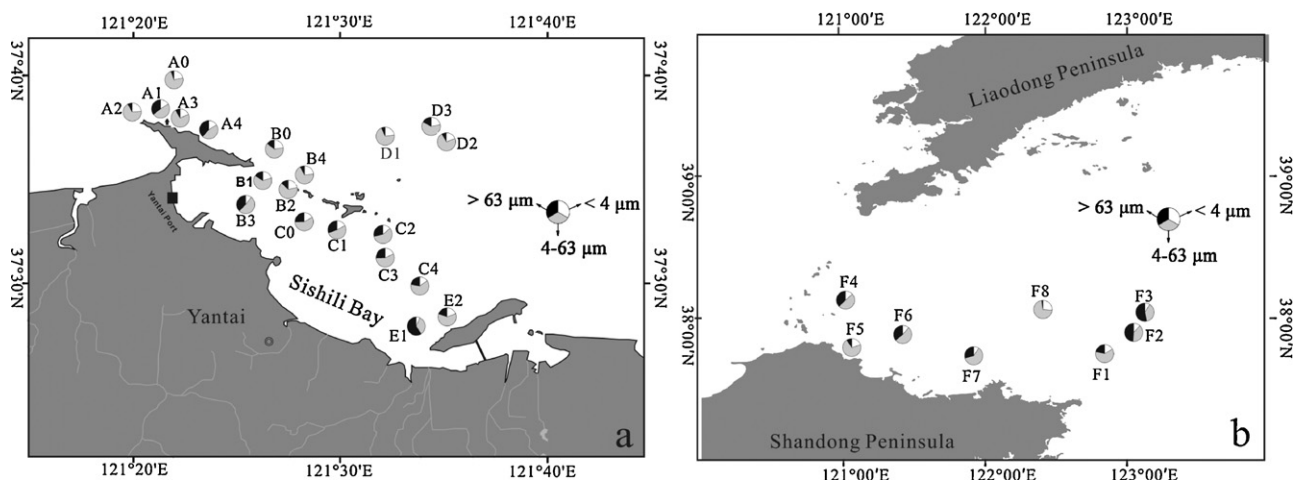 121°20′E 121°30′E 121°40′E
37°40′N
37°30′N
A0
A1
A2
A3
A4
B0
B4
B1
B2
B3
C0
C1
C2
C3
C4
D3
D1
D2
E2
E1
> 63 µm
< 4 µm
4-63 µm
Yantai Port
Sishili Bay
Yantai
a
37°40′N
37°30′N
121°20′E 121°30′E 121°40′E
121°00′E 122°00′E 123°00′E
39°00′N
38°00′N
Liaodong Peninsula
> 63 µm
< 4 µm
4-63 µm
F4
F5
F6
F7
F8
F3
F2
F1
Shandong Peninsula
b
39°00′N
38°00′N
121°00′E 122°00′E 123°00′E